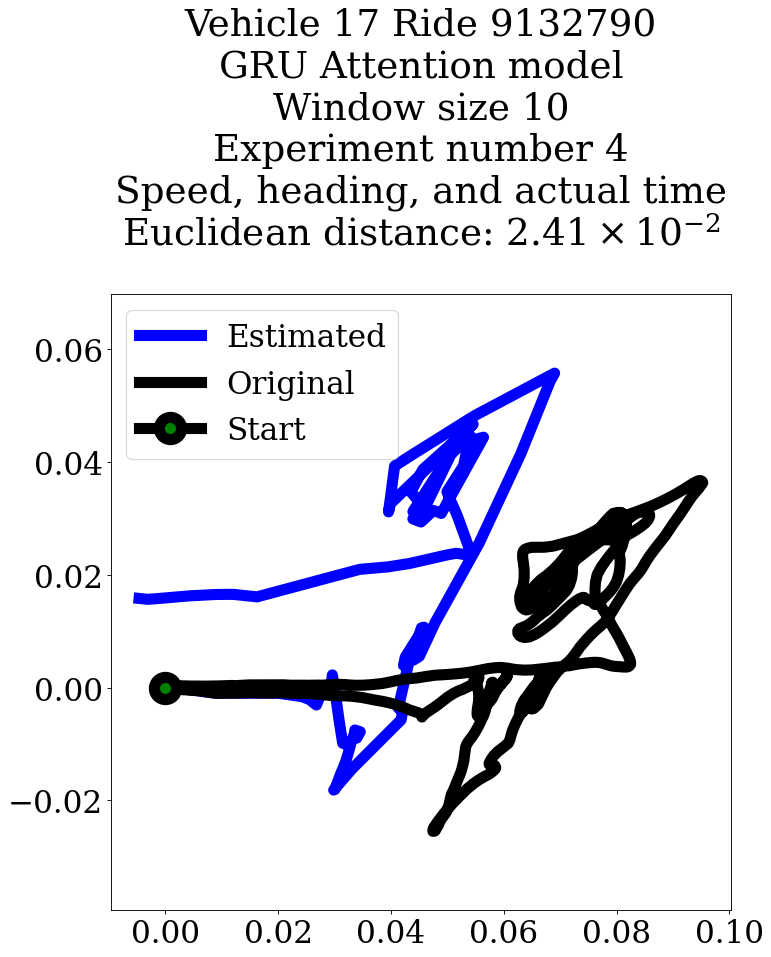 Vehicle 17 Ride 9132790
GRU Attention model
Window size 10
Experiment number 4
Speed, heading, and actual time
Euclidean distance: 2.41 × 10⁻²
Estimated
Original
Start
0.06
0.04
0.02
0.00
−0.02
0.00 0.02 0.04 0.06 0.08 0.10